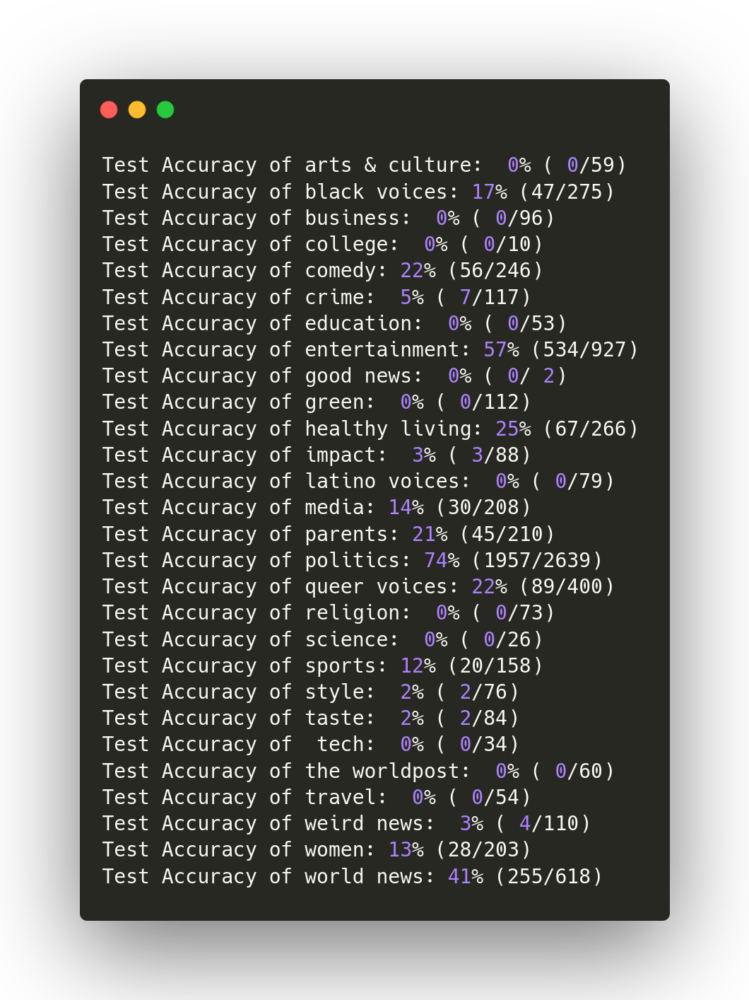 Test Accuracy of arts & culture:  0% ( 0/59)
Test Accuracy of black voices: 17% (47/275)
Test Accuracy of business:  0% ( 0/96)
Test Accuracy of college:  0% ( 0/10)
Test Accuracy of comedy: 22% (56/246)
Test Accuracy of crime:  5% ( 7/117)
Test Accuracy of education:  0% ( 0/53)
Test Accuracy of entertainment: 57% (534/927)
Test Accuracy of good news:  0% ( 0/ 2)
Test Accuracy of green:  0% ( 0/112)
Test Accuracy of healthy living: 25% (67/266)
Test Accuracy of impact:  3% ( 3/88)
Test Accuracy of latino voices:  0% ( 0/79)
Test Accuracy of media: 14% (30/208)
Test Accuracy of parents: 21% (45/210)
Test Accuracy of politics: 74% (1957/2639)
Test Accuracy of queer voices: 22% (89/400)
Test Accuracy of religion:  0% ( 0/73)
Test Accuracy of science:  0% ( 0/26)
Test Accuracy of sports: 12% (20/158)
Test Accuracy of style:  2% ( 2/76)
Test Accuracy of taste:  2% ( 2/84)
Test Accuracy of  tech:  0% ( 0/34)
Test Accuracy of the worldpost:  0% ( 0/60)
Test Accuracy of travel:  0% ( 0/54)
Test Accuracy of weird news:  3% ( 4/110)
Test Accuracy of women: 13% (28/203)
Test Accuracy of world news: 41% (255/618)